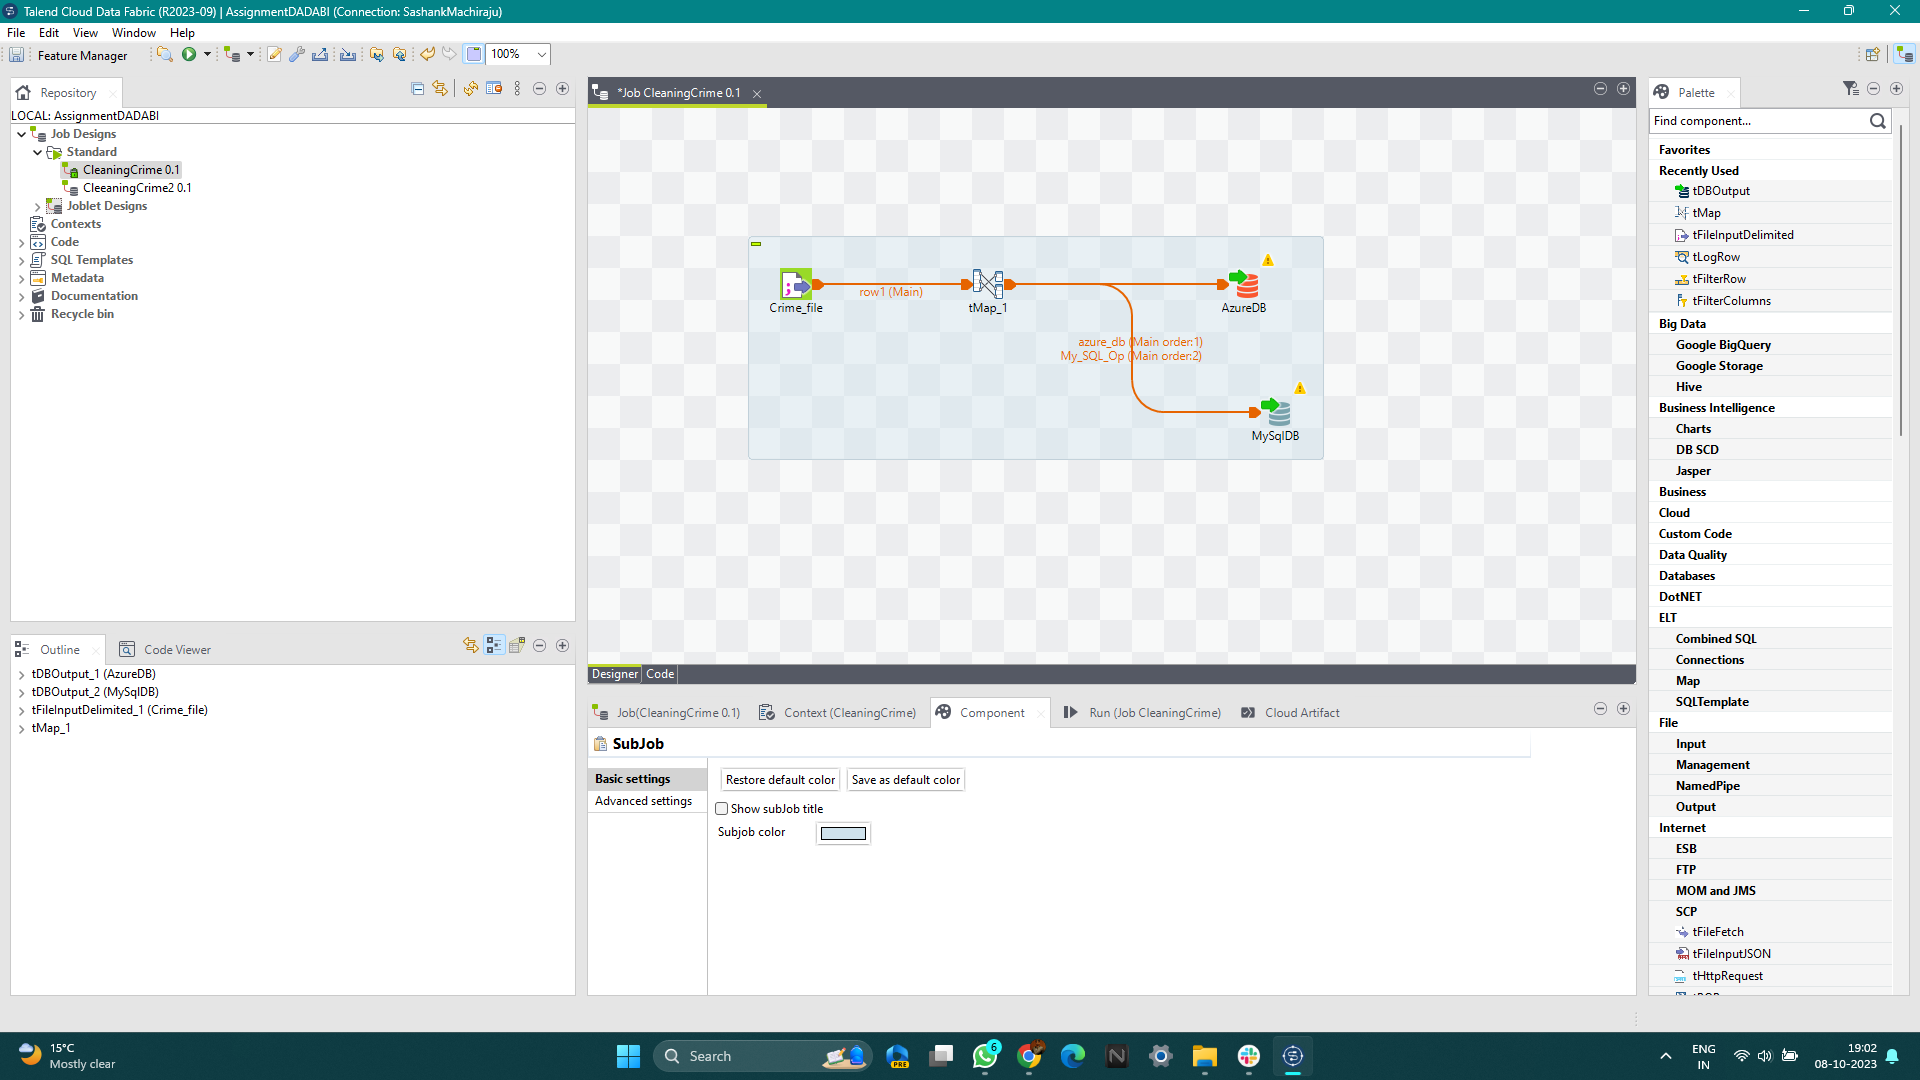 Talend Cloud Data Fabric (R2023-09) | AssignmentDADABI (Connection: SashankMachiraju)
File Edit View Window Help
Feature Manager
100%
Repository
LOCAL: AssignmentDADABI
Job Designs
Standard
CleaningCrime 0.1
CleeaningCrime2 0.1
Joblet Designs
Contexts
Code
SQL Templates
Metadata
Documentation
Recycle bin
Outline
Code Viewer
tDBOutput_1 (AzureDB)
tDBOutput_2 (MySqlDB)
tFileInputDelimited_1 (Crime_file)
tMap_1
*Job CleaningCrime 0.1
Crime_file
row1 (Main)
tMap_1
AzureDB
azure_db (Main order:1)
My_SQL_Op (Main order:2)
MySqlDB
Designer
Code
Job(CleaningCrime 0.1)
Context (CleaningCrime)
Component
Run (Job CleaningCrime)
Cloud Artifact
SubJob
Basic settings
Advanced settings
Restore default color
Save as default color
Show subJob title
Subjob color
Palette
Find component...
Favorites
Recently Used
tDBOutput
tMap
tFileInputDelimited
tLogRow
tFilterRow
tFilterColumns
Big Data
Google BigQuery
Google Storage
Hive
Business Intelligence
Charts
DB SCD
Jasper
Business
Cloud
Custom Code
Data Quality
Databases
DotNET
ELT
Combined SQL
Connections
Map
SQLTemplate
File
Input
Management
NamedPipe
Output
Internet
ESB
FTP
MOM and JMS
SCP
tFileFetch
tFileInputJSON
tHttpRequest
15°C
Mostly clear
Search
PRE
6
ENG
IN
19:02
08-10-2023